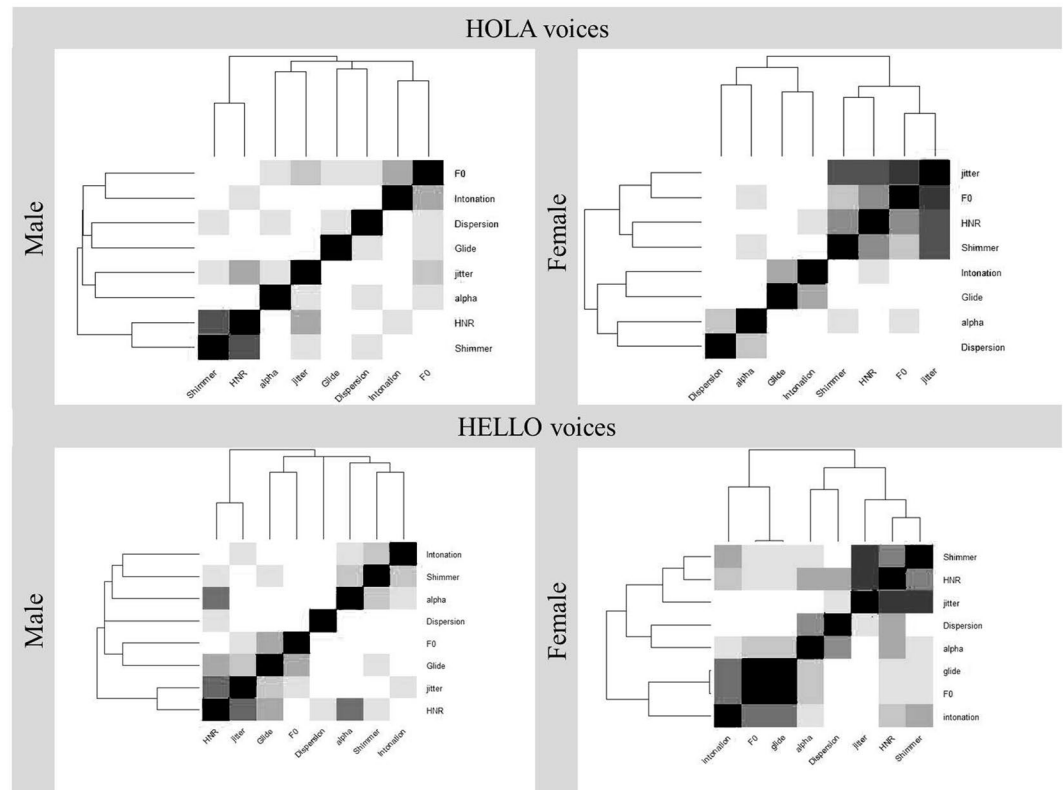 HOLA voices
Male
F0
Intonation
Dispersion
Glide
jitter
alpha
HNR
Shimmer
Shimmer
HNR
alpha
jitter
Glide
Dispersion
Intonation
F0
Female
jitter
F0
HNR
Shimmer
Intonation
Glide
alpha
Dispersion
Dispersion
alpha
Glide
Intonation
Shimmer
HNR
F0
jitter
HELLO voices
Male
Intonation
Shimmer
alpha
Dispersion
F0
Glide
jitter
HNR
HNR
jitter
Glide
F0
Dispersion
alpha
Shimmer
Intonation
Female
Shimmer
HNR
jitter
Dispersion
alpha
glide
F0
intonation
intonation
F0
glide
alpha
Dispersion
jitter
HNR
Shimmer